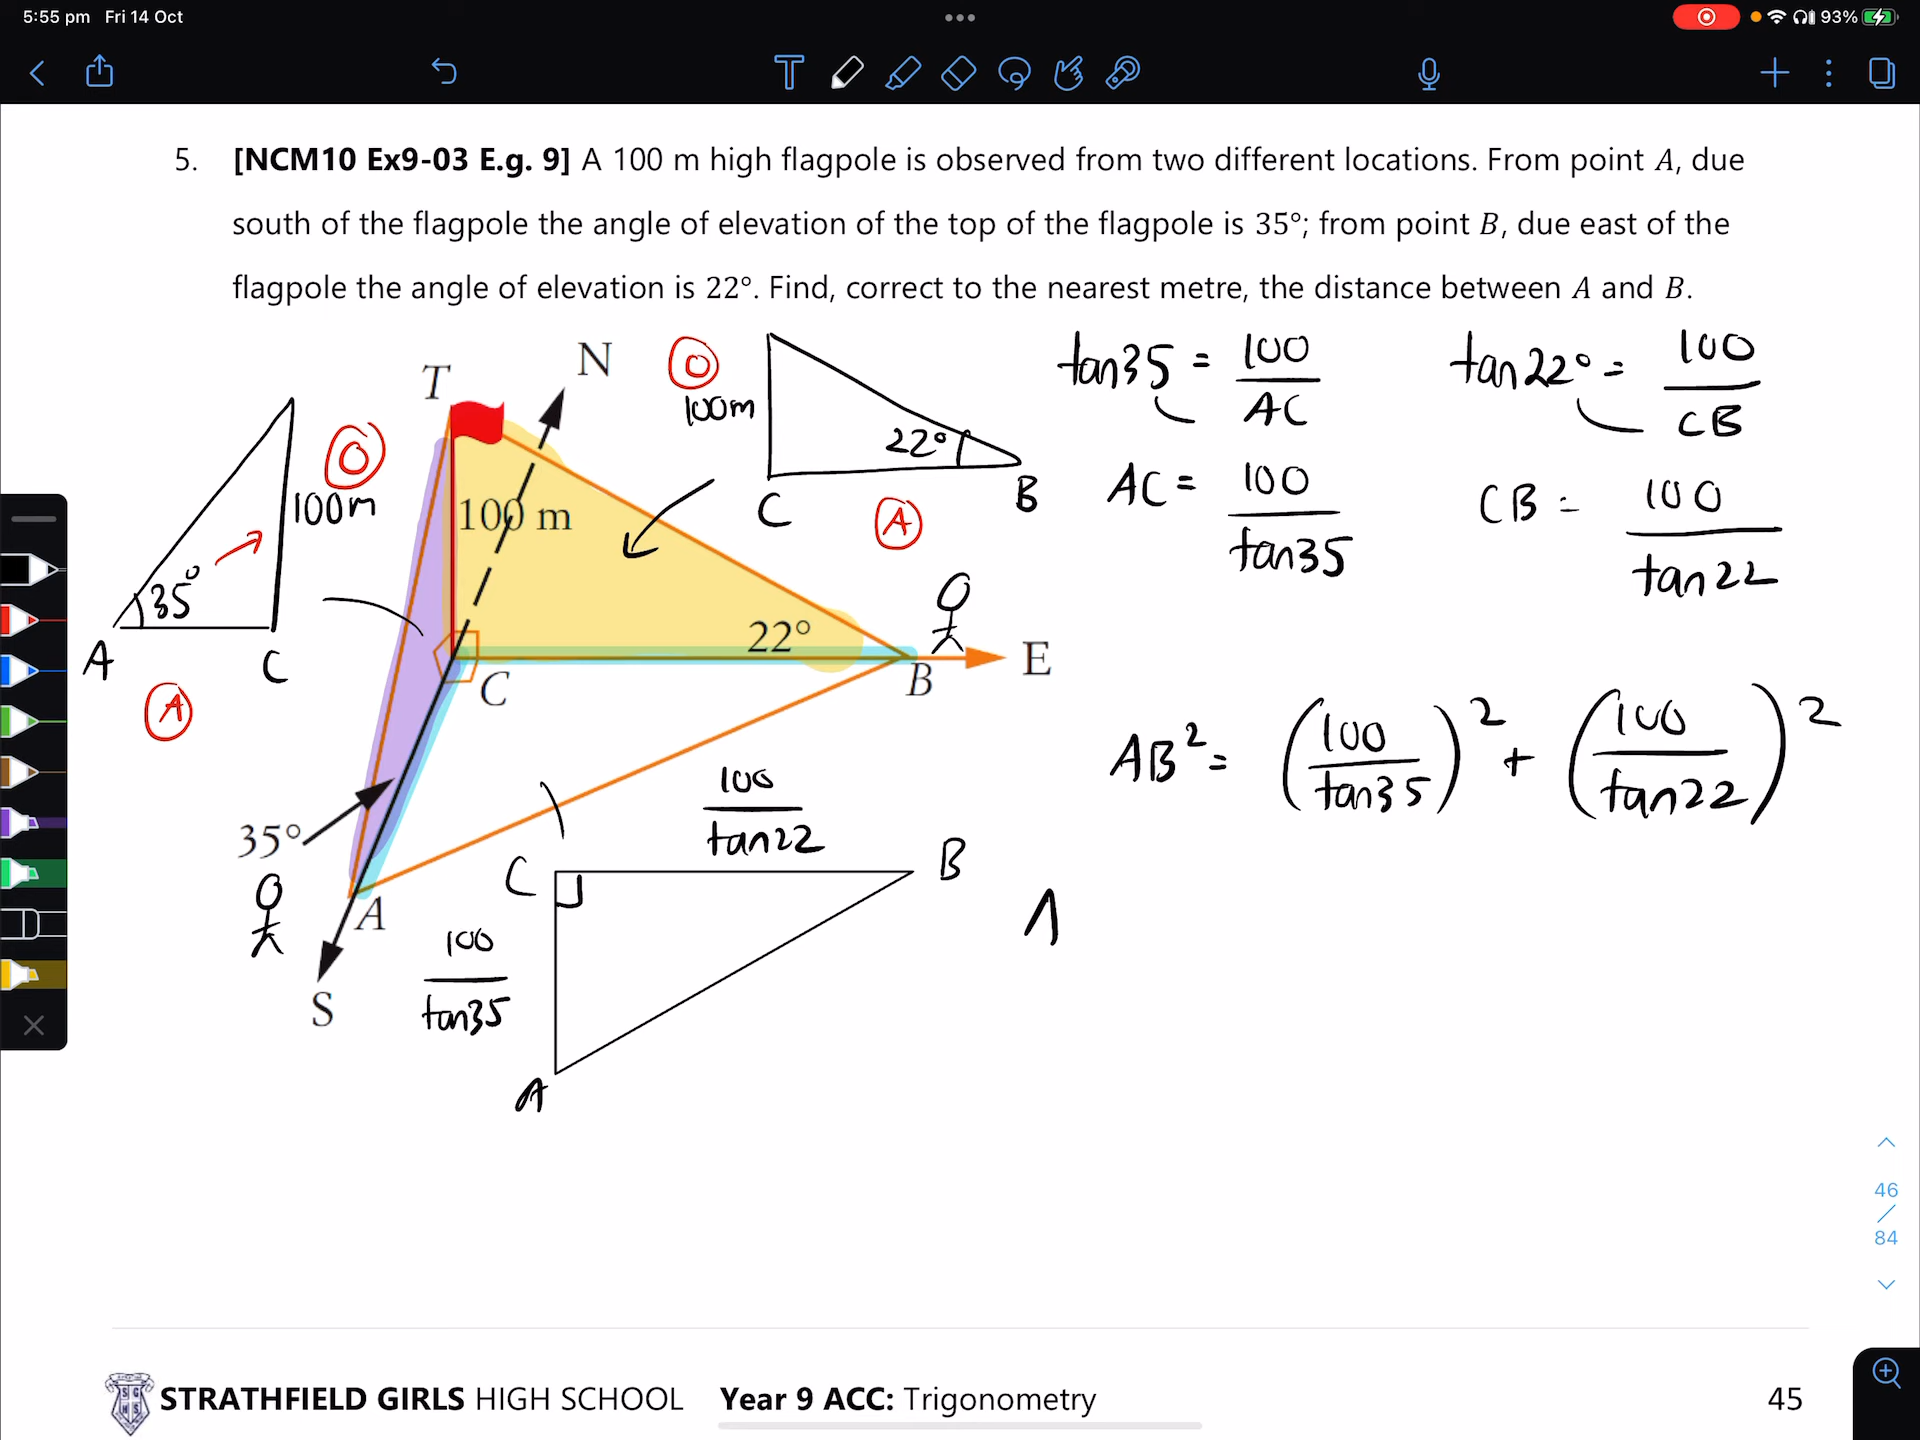 5:55 pm Fri 14 Oct
93%
5. [NCM10 Ex9-03 E.g. 9] A 100 m high flagpole is observed from two different locations. From point A, due
south of the flagpole the angle of elevation of the top of the flagpole is 35°; from point B, due east of the
flagpole the angle of elevation is 22°. Find, correct to the nearest metre, the distance between A and B.
O
100m
35°
A
C
A
T
N
100 m
22°
C
B
E
35°
A
S
O
100m
22°
C
B
A
tan35 = 100/AC
AC = 100/tan35
tan22° = 100/CB
CB = 100/tan22
AB² = (100/tan35)² + (100/tan22)²
100/tan22
C
B
100/tan35
A
46
/
84
STRATHFIELD GIRLS HIGH SCHOOL Year 9 ACC: Trigonometry 45